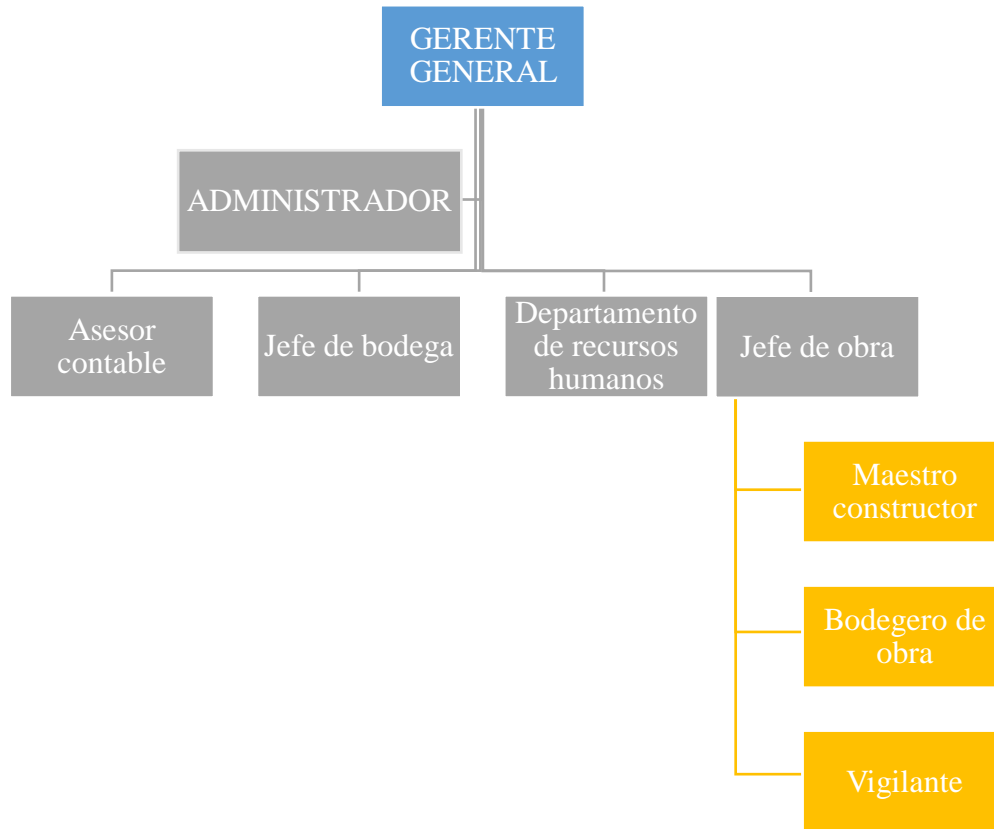 GERENTE
GENERAL
ADMINISTRADOR
Asesor
contable
Jefe de bodega
Departamento
de recursos
humanos
Jefe de obra
Maestro
constructor
Bodegero de
obra
Vigilante